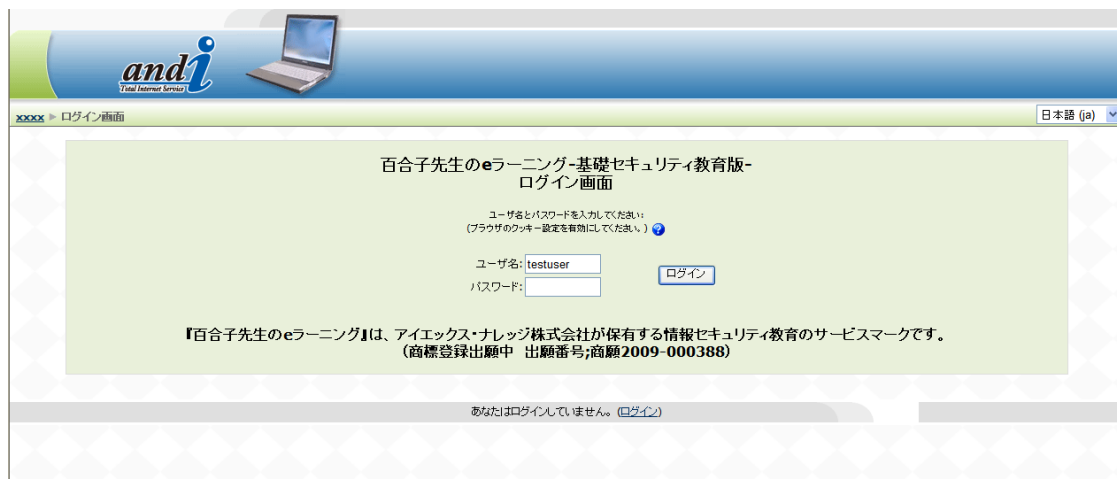 andi
Total Internet Service
xxxx ► ログイン画面
日本語 (ja)
百合子先生のeラーニング-基礎セキュリティ教育版-
ログイン画面
ユーザ名とパスワードを入力してください:
(ブラウザのクッキー設定を有効にしてください。) ?
ユーザ名: testuser
ログイン
パスワード:
『百合子先生のeラーニング』は、アイエックス・ナレッジ株式会社が保有する情報セキュリティ教育のサービスマークです。
(商標登録出願中 出願番号;商願2009-000388)
あなたはログインしていません。(ログイン)